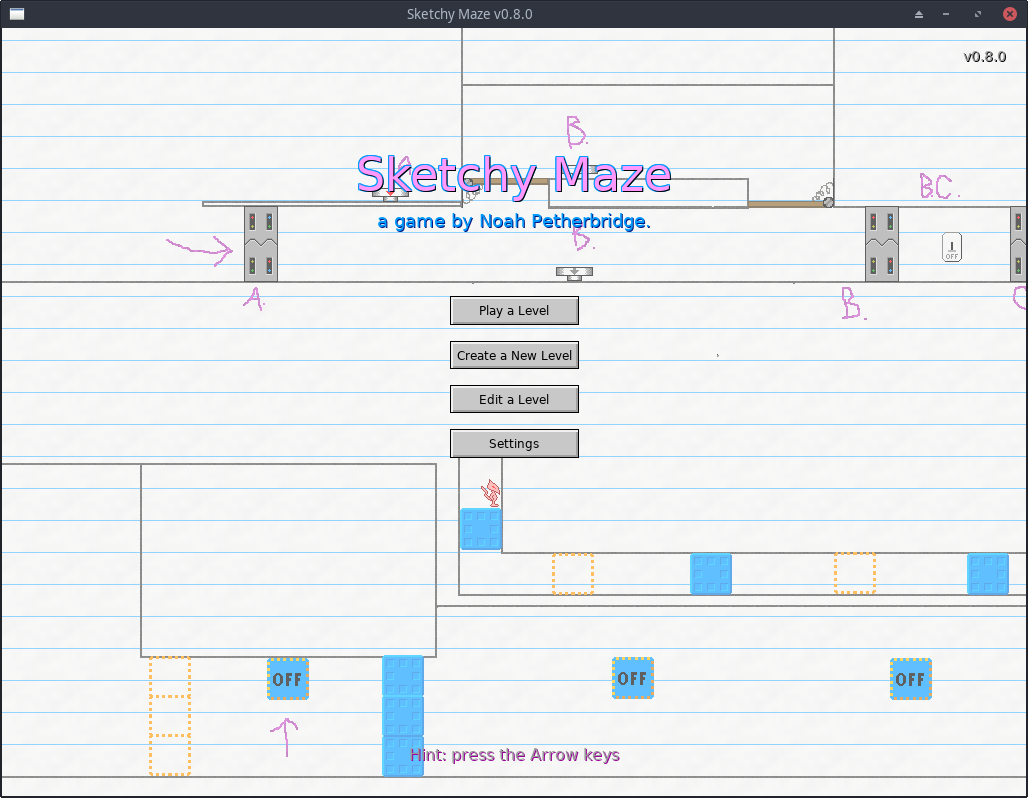 Sketchy Maze v0.8.0
v0.8.0
B.
A
Sketchy Maze
B.C.
a game by Noah Petherbridge.
B.
OFF
A.
B.
C
Play a Level
Create a New Level
Edit a Level
Settings
OFF
OFF
OFF
Hint: press the Arrow keys